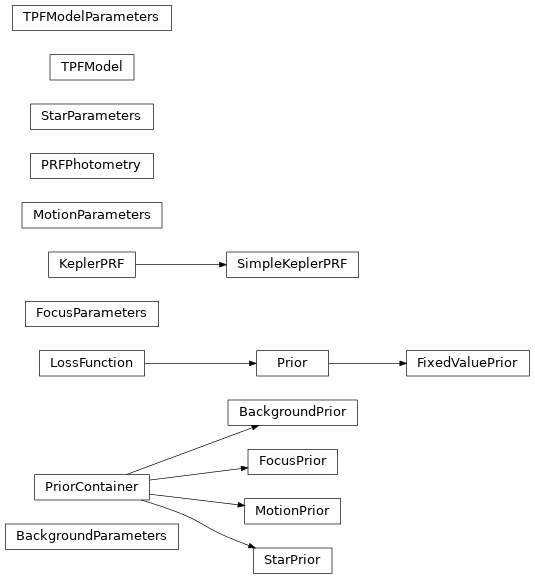 TPFModelParameters
TPFModel
StarParameters
PRFPhotometry
MotionParameters
KeplerPRF
SimpleKeplerPRF
FocusParameters
LossFunction
Prior
FixedValuePrior
BackgroundPrior
FocusPrior
PriorContainer
MotionPrior
BackgroundParameters
StarPrior